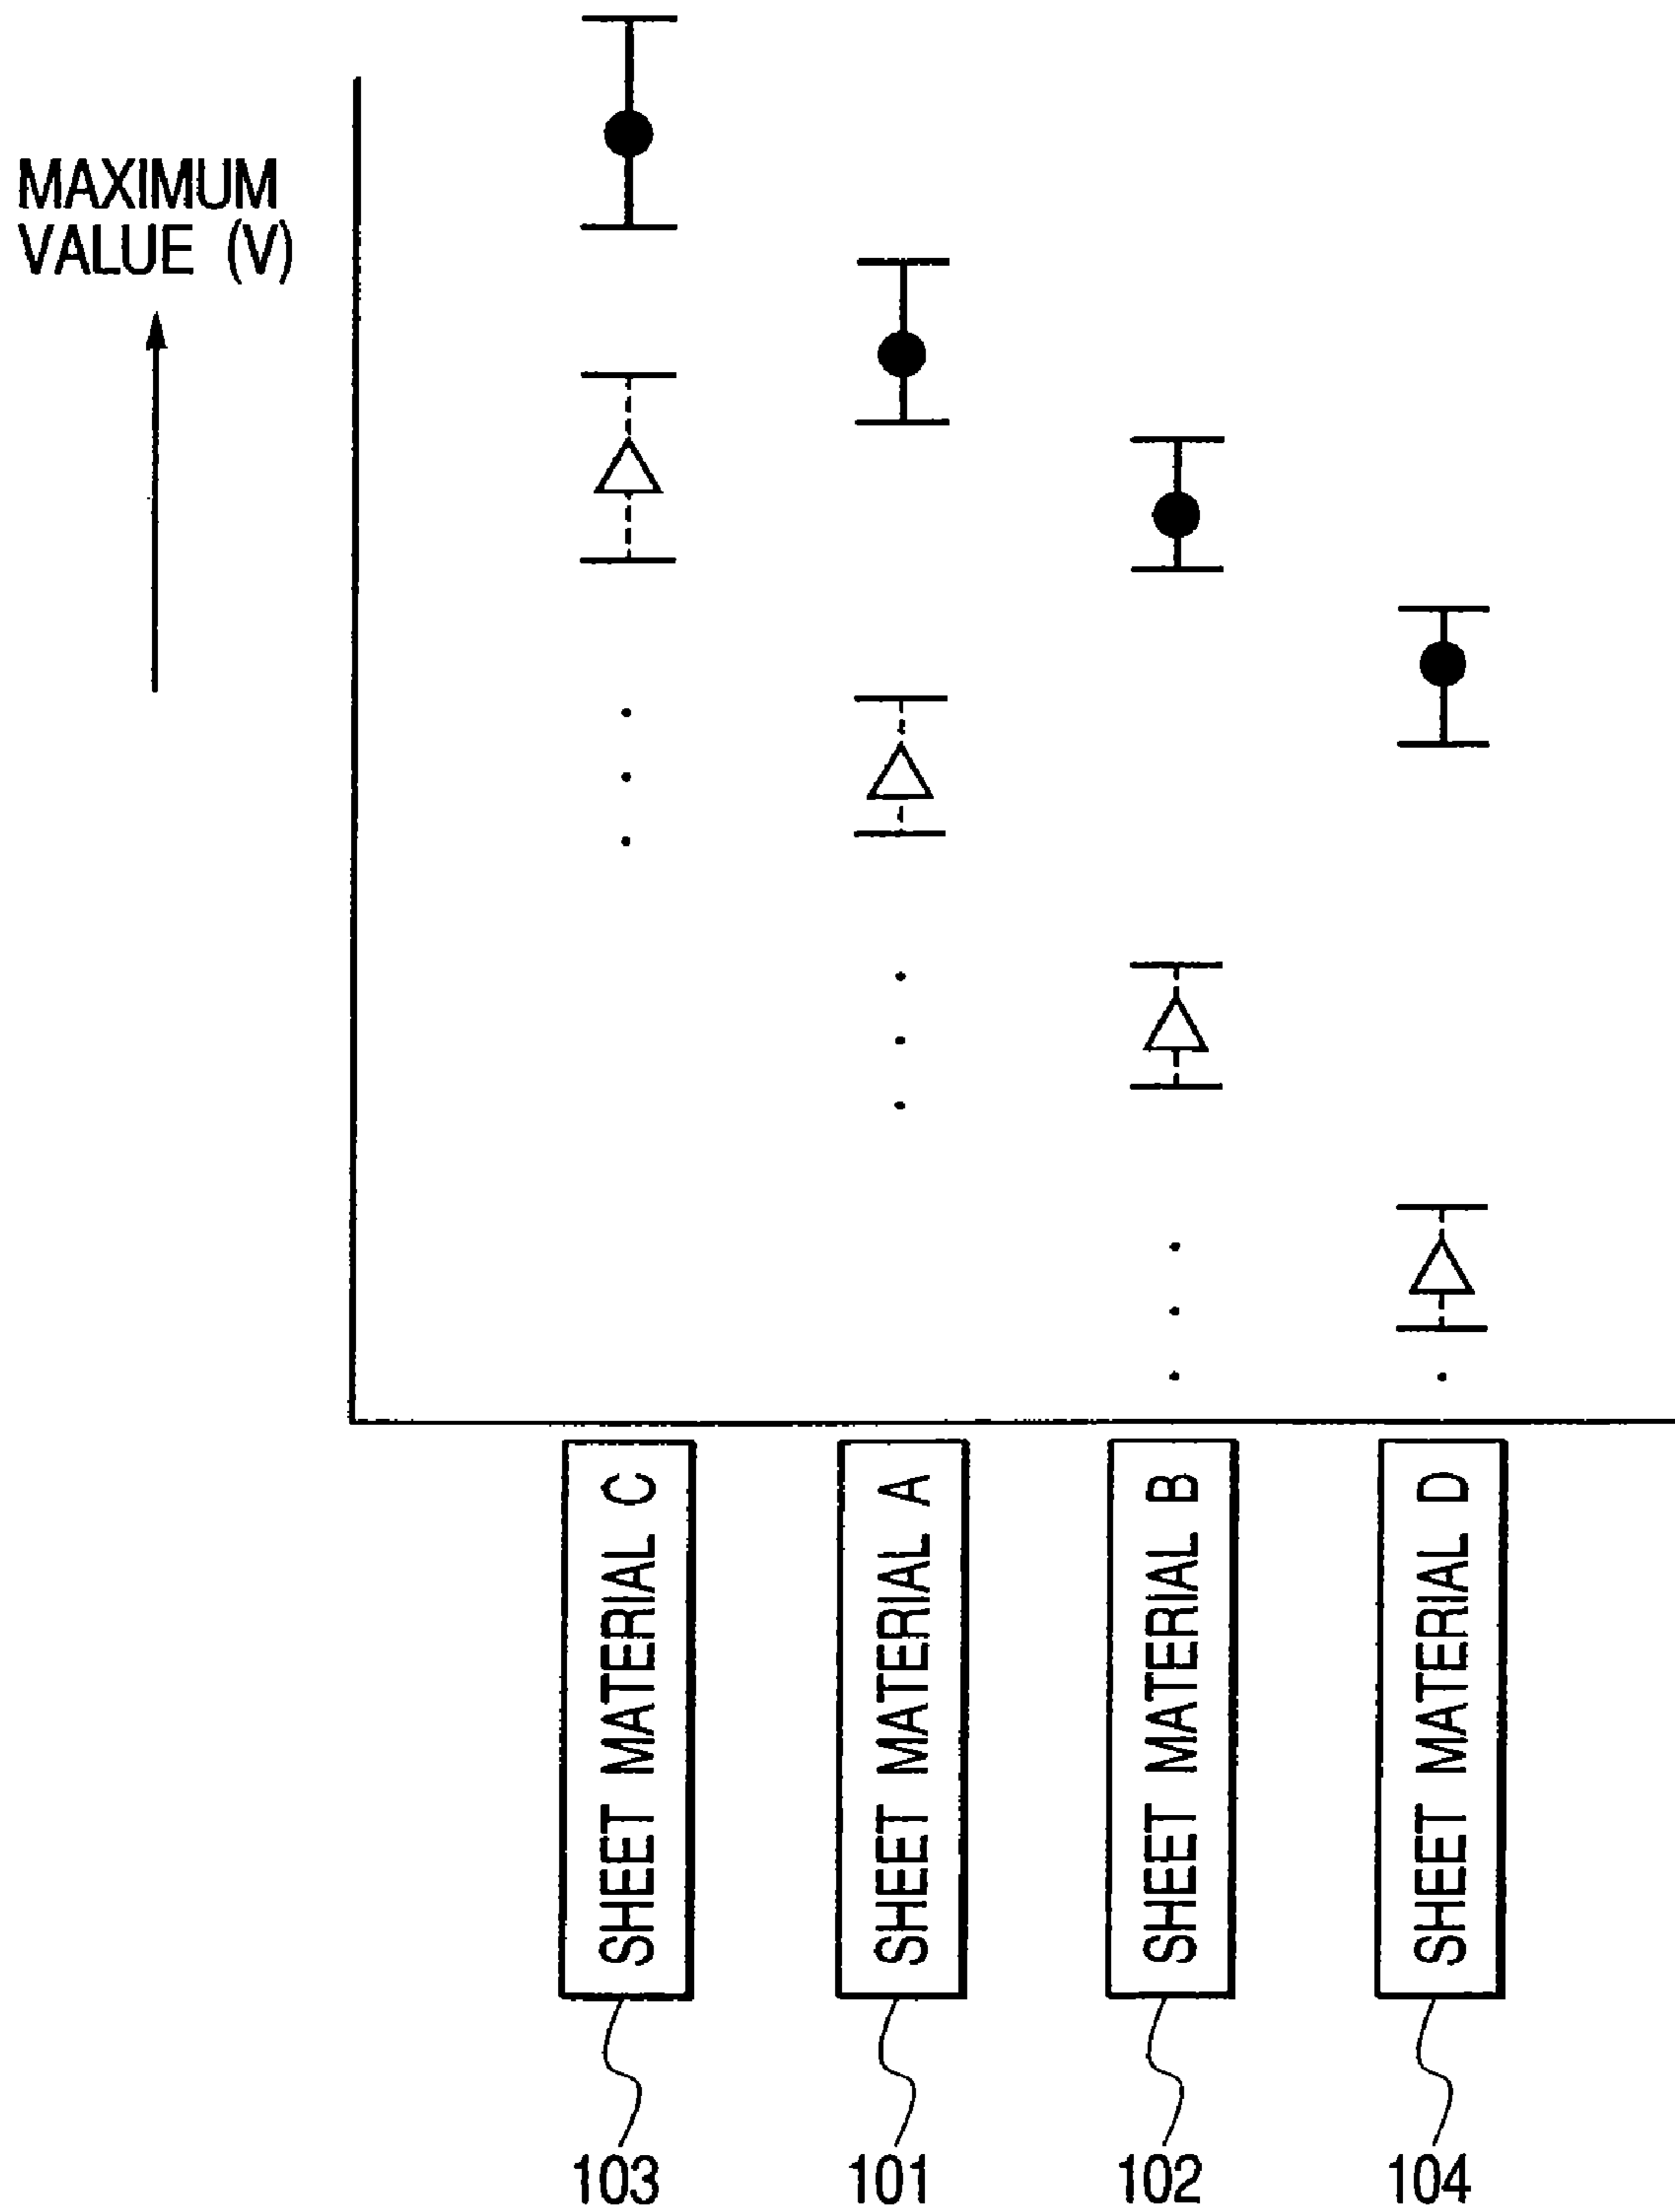 MAXIMUM
VALUE (V)
SHEET MATERIAL C
SHEET MATERIAL A
SHEET MATERIAL B
SHEET MATERIAL D
103
101
102
104